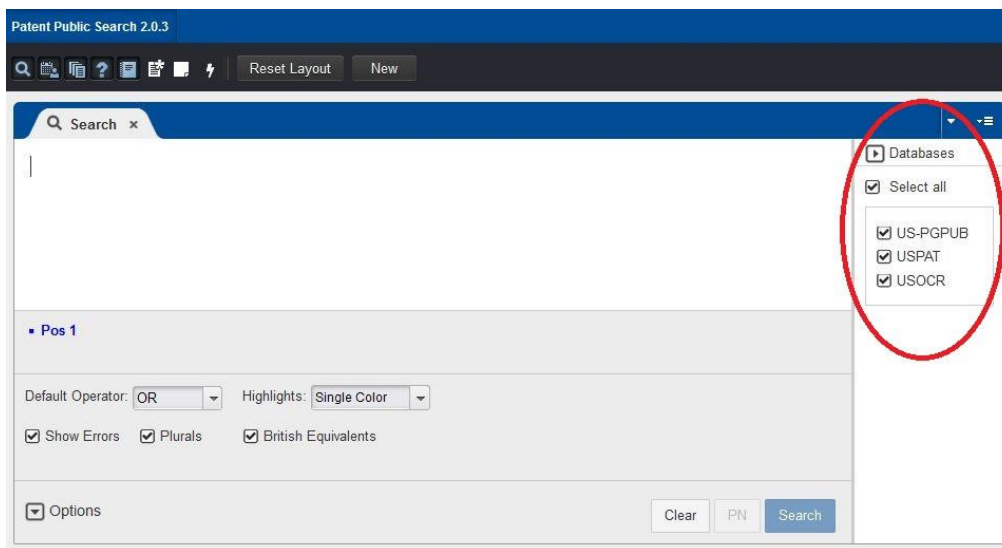 Patent Public Search 2.0.3
Reset Layout New
Search ×
Databases
Select all
US-PGPUB
USPAT
USOCR
Pos 1
Default Operator: OR Highlights: Single Color
Show Errors Plurals British Equivalents
Options Clear PN Search